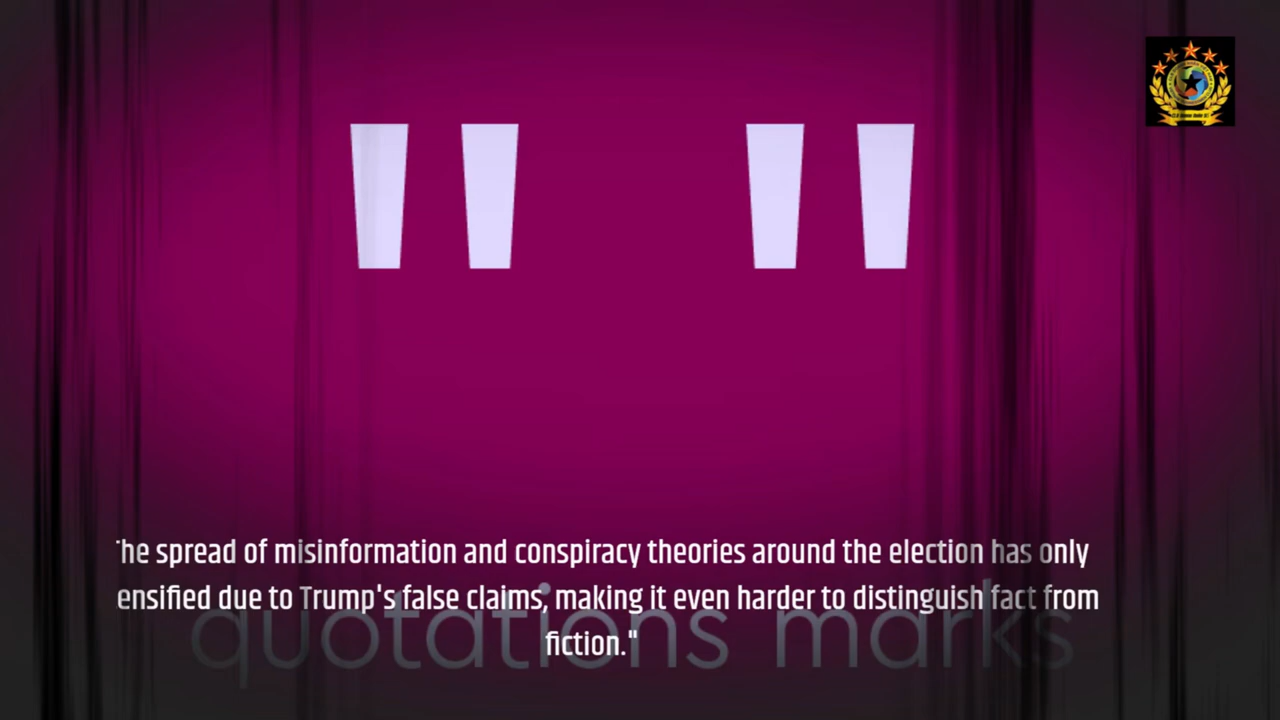 " "
'he spread of misinformation and conspiracy theories around the election has only
ensified due to Trump's false claims, making it even harder to distinguish fact from
fiction."
quotations marks